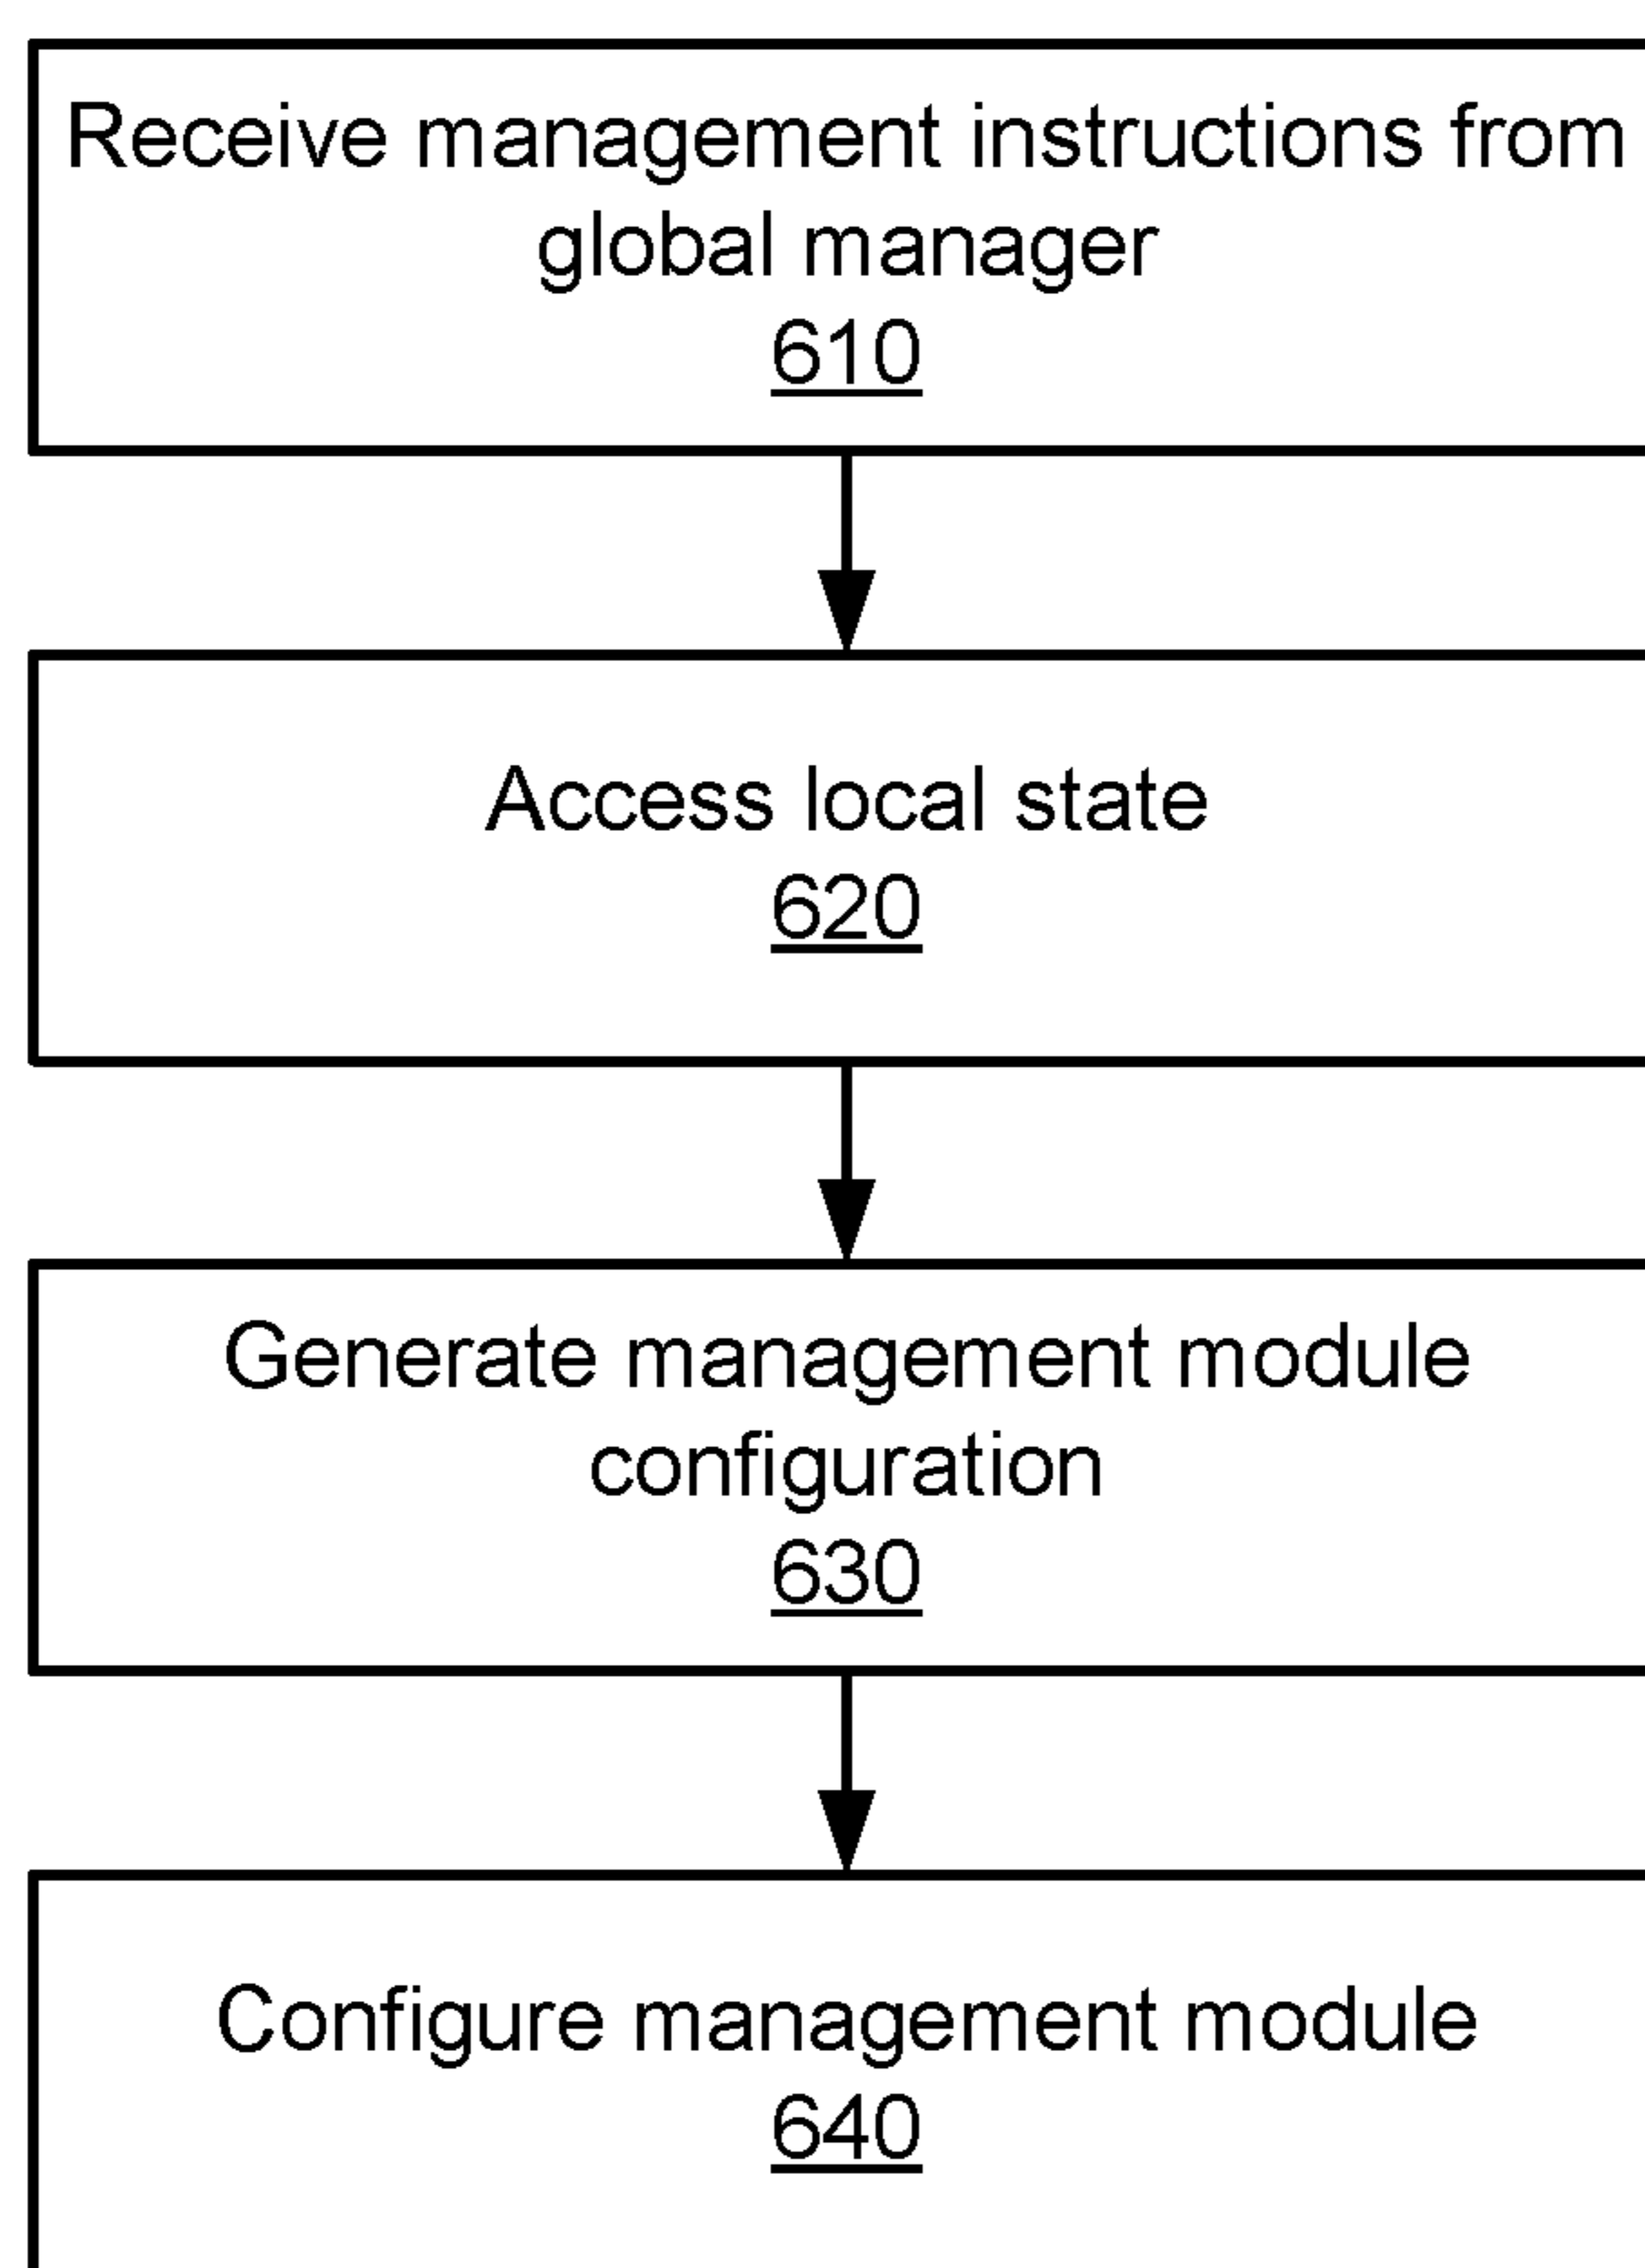 Receive management instructions from
global manager
610
Access local state
620
Generate management module
configuration
630
Configure management module
640